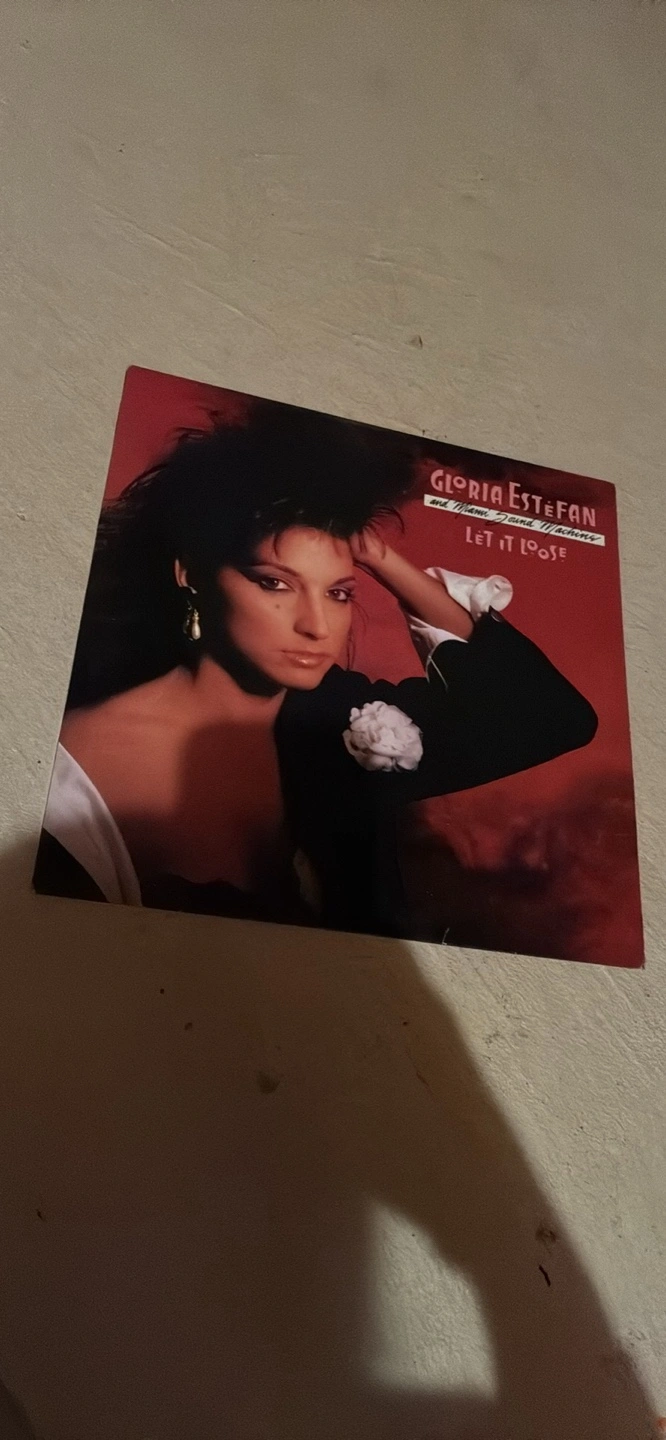 GLORIA ESTEFAN
and Miami Sound Machine
LET IT LOOSE